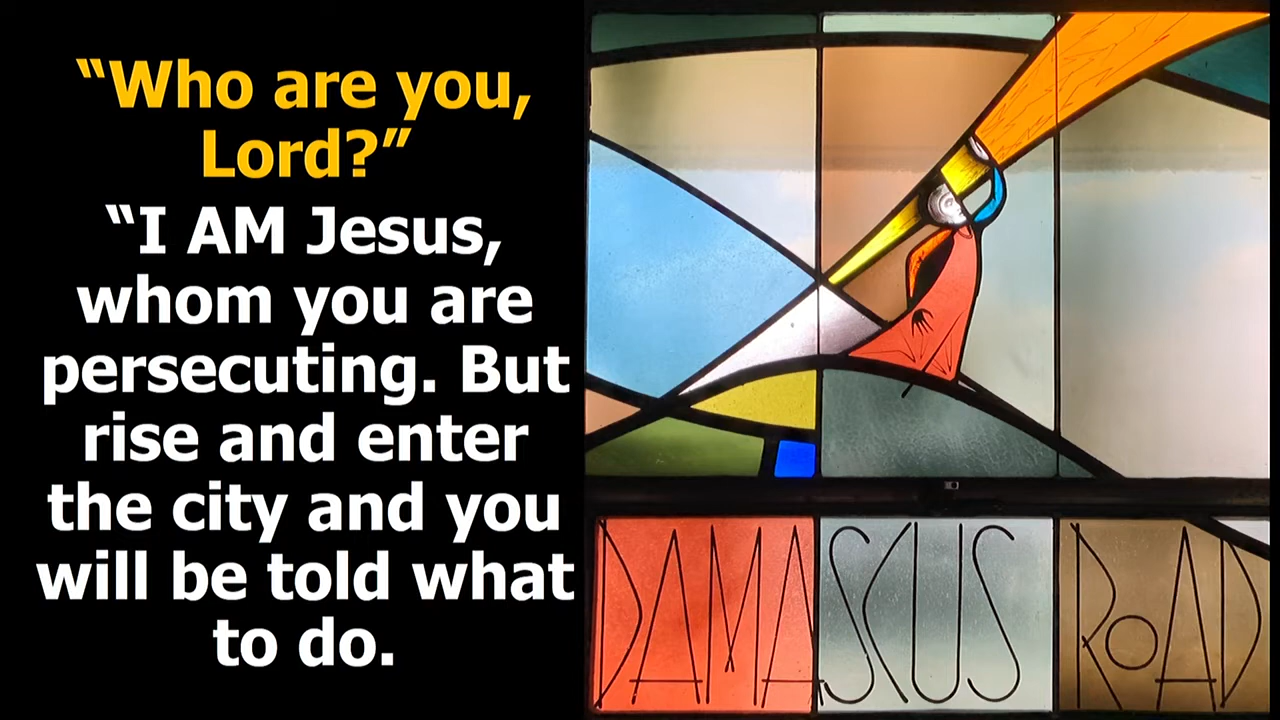 “Who are you,
Lord?”
“I AM Jesus,
whom you are
persecuting. But
rise and enter
the city and you
will be told what
to do.
DAMASCUS ROAD